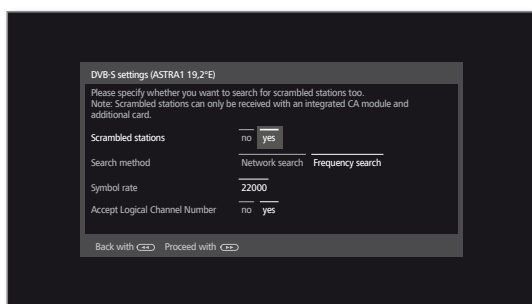 DVB-S settings (ASTRA1 19,2°E)
Please specify whether you want to search for scrambled stations too.
Note: Scrambled stations can only be received with an integrated CA module and
additional card.
Scrambled stations no yes
Search method Network search Frequency search
Symbol rate 22000
Accept Logical Channel Number no yes
Back with Proceed with